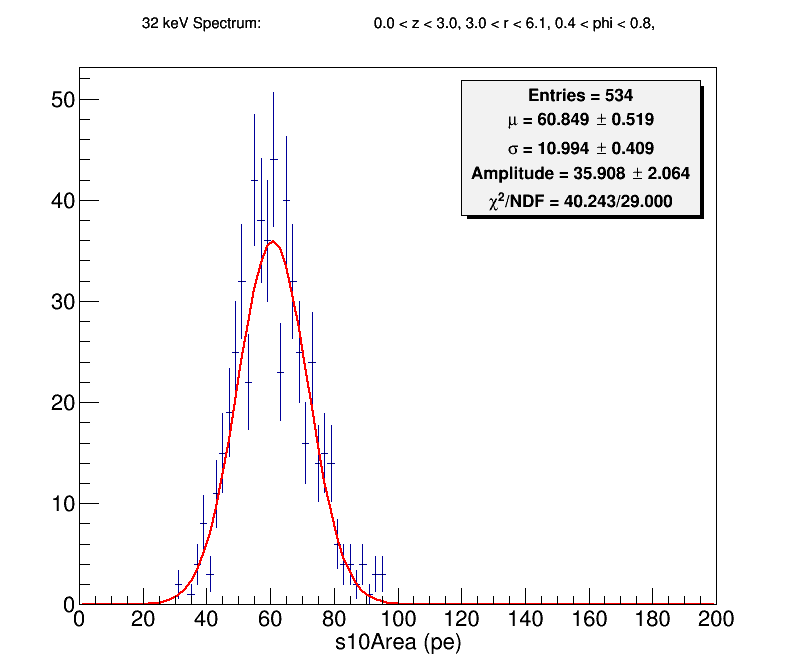 32 keV Spectrum: 0.0 < z < 3.0, 3.0 < r < 6.1, 0.4 < phi < 0.8,
Entries = 534
μ = 60.849 ± 0.519
σ = 10.994 ± 0.409
Amplitude = 35.908 ± 2.064
χ²/NDF = 40.243/29.000
50
40
30
20
10
0
0 20 40 60 80 100 120 140 160 180 200
s10Area (pe)